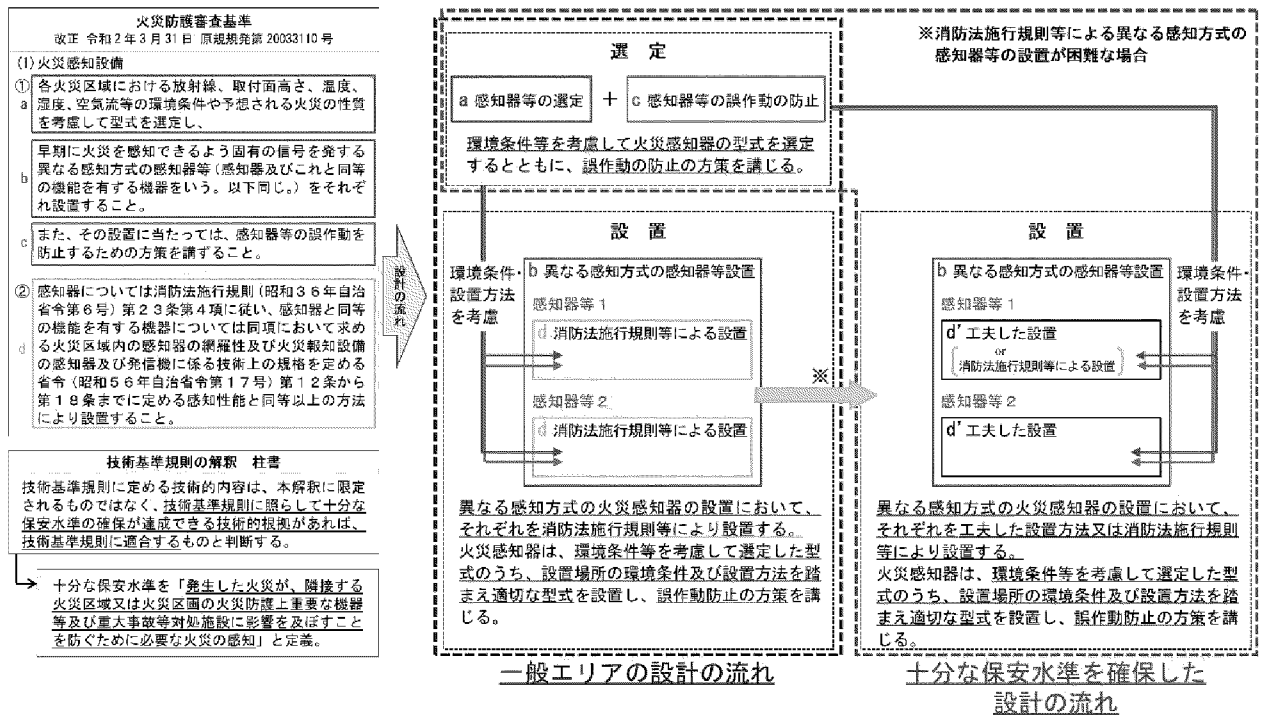 火災防護審査基準
改正 令和2年3月31日 原規規発第20033110号
(1)火災感知設備
①
a
各火災区域における放射線、取付面高さ、温度、
湿度、空気流等の環境条件や予想される火災の性質
を考慮して型式を選定し、
b
早期に火災を感知できるよう固有の信号を発する
異なる感知方式の感知器等(感知器及びこれと同等
の機能を有する機器をいう。以下同じ。)をそれぞ
れ設置すること。
c
また、その設置に当たっては、感知器等の誤作動を
防止するための方策を講ずること。
②
d
感知器については消防法施行規則(昭和36年自治
省令第6号)第23条第4項に従い、感知器と同等
の機能を有する機器については同項において求め
る火災区域内の感知器の網羅性及び火災報知設備
の感知器及び発信機に係る技術上の規格を定める
省令(昭和56年自治省令第17号)第12条から
第18条までに定める感知性能と同等以上の方法
により設置すること。
技術基準規則の解釈 柱書
技術基準規則に定める技術的内容は、本解釈に限定
されるものではなく、技術基準規則に照らして十分な
保安水準の確保が達成できる技術的根拠があれば、
技術基準規則に適合するものと判断する。
十分な保安水準を「発生した火災が、隣接する
火災区域又は火災区画の火災防護上重要な機器
等及び重大事故等対処施設に影響を及ぼすこと
を防ぐために必要な火災の感知」と定義。
設計の流れ
選 定
a 感知器等の選定 + c 感知器等の誤作動の防止
環境条件等を考慮して火災感知器の型式を選定
するとともに、誤作動の防止の方策を講じる。
設 置
環境条件・
設置方法
を考慮
b 異なる感知方式の感知器等設置
感知器等1
d 消防法施行規則等による設置
感知器等2
d 消防法施行規則等による設置
異なる感知方式の火災感知器の設置において、
それぞれを消防法施行規則等により設置する。
火災感知器は、環境条件等を考慮して選定した型
式のうち、設置場所の環境条件及び設置方法を踏
まえ適切な型式を設置し、誤作動防止の方策を講
じる。
一般エリアの設計の流れ
※
※消防法施行規則等による異なる感知方式の
感知器等の設置が困難な場合
設 置
b 異なる感知方式の感知器等設置
感知器等1
d' 工夫した設置
or
(消防法施行規則等による設置)
感知器等2
d' 工夫した設置
環境条件・
設置方法
を考慮
異なる感知方式の火災感知器の設置において、
それぞれを工夫した設置方法又は消防法施行規則
等により設置する。
火災感知器は、環境条件等を考慮して選定した型
式のうち、設置場所の環境条件及び設置方法を踏
まえ適切な型式を設置し、誤作動防止の方策を講
じる。
十分な保安水準を確保した
設計の流れ